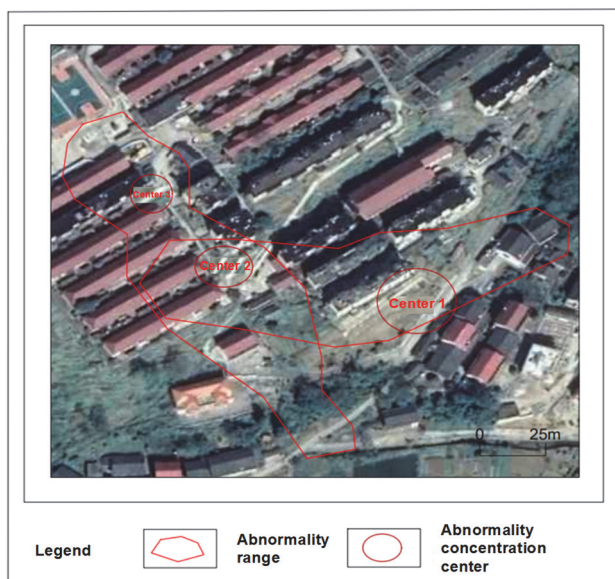 Center 3
Center 2
Center 1
0 25m
Legend
Abnormality
range
Abnormality
concentration
center